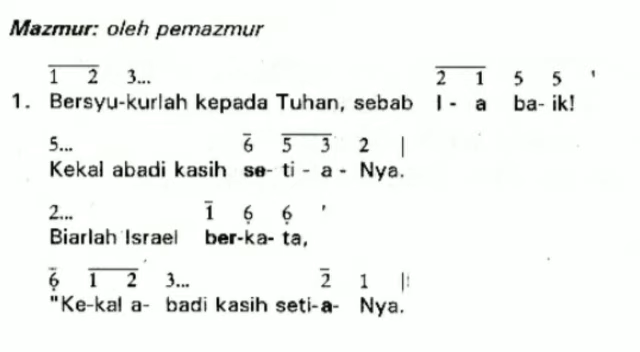 Mazmur: oleh pemazmur
1 2 3... 2 1 5 5 '
1. Bersyu-kurlah kepada Tuhan, sebab I - a ba- ik!
5... 6 5 3 2 |
Kekal abadi kasih se- ti - a - Nya.
2... 1 6̣ 6̣ '
Biarlah Israel ber-ka- ta,
6̣ 1 2 3... 2 1 ||
"Ke-kal a- badi kasih seti-a- Nya.